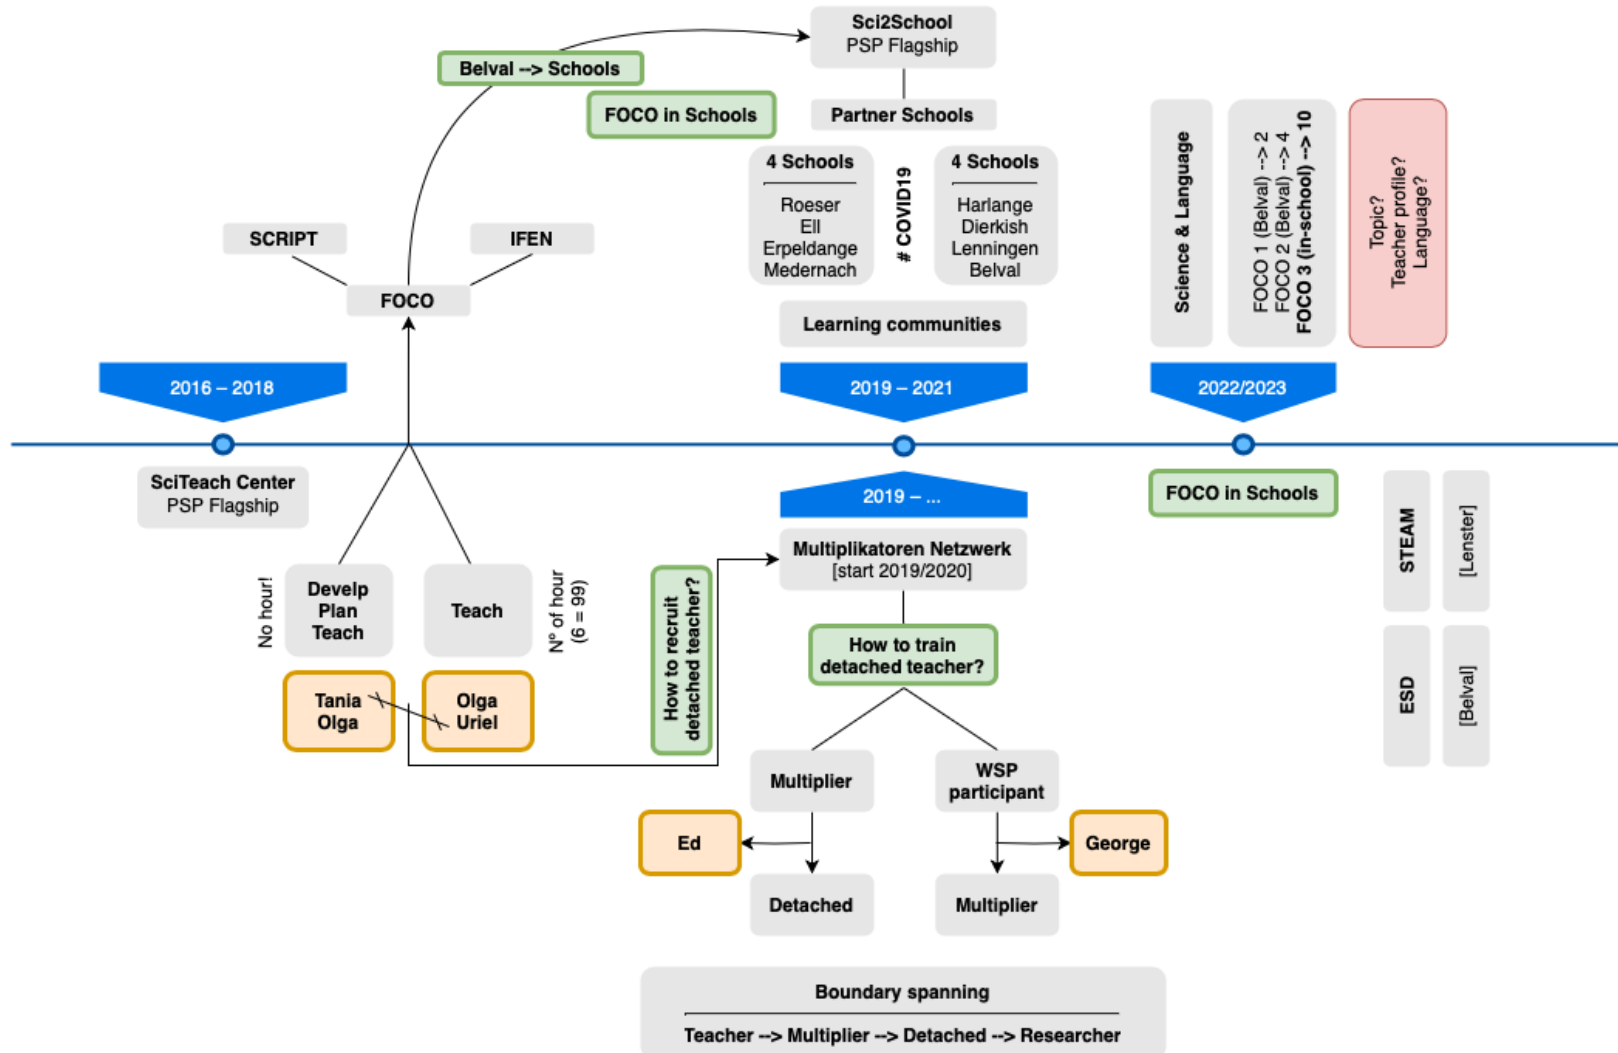 Sci2School
PSP Flagship
Belval --> Schools
FOCO in Schools
Partner Schools
4 Schools
Roeser
Ell
Erpeldange
Medernach
# COVID19
4 Schools
Harlange
Dierkish
Lenningen
Belval
Science & Language
FOCO 1 (Belval) --> 2
FOCO 2 (Belval) --> 4
FOCO 3 (in-school) --> 10
Topic?
Teacher profile?
Language?
SCRIPT
IFEN
FOCO
Learning communities
2016 – 2018
2019 – 2021
2022/2023
SciTeach Center
PSP Flagship
2019 – ...
FOCO in Schools
Multiplikatoren Netwerk
[start 2019/2020]
STEAM
[Lenster]
No hour!
Develp
Plan
Teach
Teach
N° of hour
(6 = 99)
How to recruit
detached teacher?
How to train
detached teacher?
ESD
[Belval]
Tania
Olga
Olga
Uriel
Multiplier
WSP
participant
Ed
George
Detached
Multiplier
Boundary spanning
Teacher --> Multiplier --> Detached --> Researcher